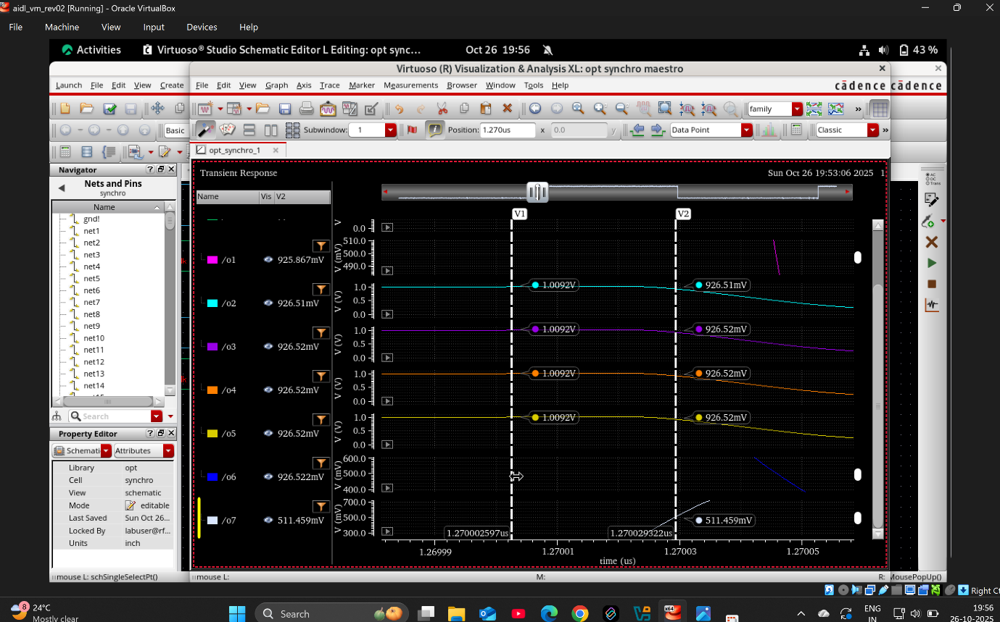 aidl_vm_rev02 [Running] - Oracle VirtualBox
File Machine View Input Devices Help
Activities Virtuoso® Studio Schematic Editor L Editing: opt sync... Oct 26 19:56 43 %
Virtuoso (R) Visualization & Analysis XL: opt synchro maestro
Launch File Edit View Create
File Edit View Graph Axis Trace Marker Measurements Browser Window Tools Help cādence cādence
family »
Basic
Subwindow: 1 Position: 1.270us x 0.0 y Data Point Classic »
opt_synchro_1
Navigator
Nets and Pins
synchro
Name
gnd!
net1
net2
net3
net4
net5
net6
net7
net8
net9
net10
net11
net12
net13
net14
Search
Property Editor
Schemati Attributes
Library opt
Cell synchro
View schematic
Mode editable
Last Saved Sun Oct 26...
Locked By labuser@rf...
Units inch
mouse L: schSingleSelectPt()
Transient Response Sun Oct 26 19:53:06 2025 1
Name Vis V2
V1 V2
V 0.0
/o1 925.867mV V (mV) 510.0 500.0 490.0
/o2 926.51mV V (V) 1.0 0.5 0.0 1.0092V 926.51mV
/o3 926.52mV V (V) 1.0 0.5 0.0 1.0092V 926.52mV
/o4 926.52mV V (V) 1.0 0.5 0.0 1.0092V 926.52mV
/o5 926.52mV V (V) 1.0 0.5 0.0 1.0092V 926.52mV
/o6 926.522mV V (mV) 600.0 500.0 400.0
/o7 511.459mV V (mV) 700.0 500.0 300.0 511.459mV
1.270002597us 1.270029322us
1.26999 1.27001 1.27003 1.27005
time (us)
mouse L: M: R: MousePopUp()
AC
DC
Trans
Right Ct
8
24°C
Mostly clear
Search
X64
ENG
IN
19:56
26-10-2025